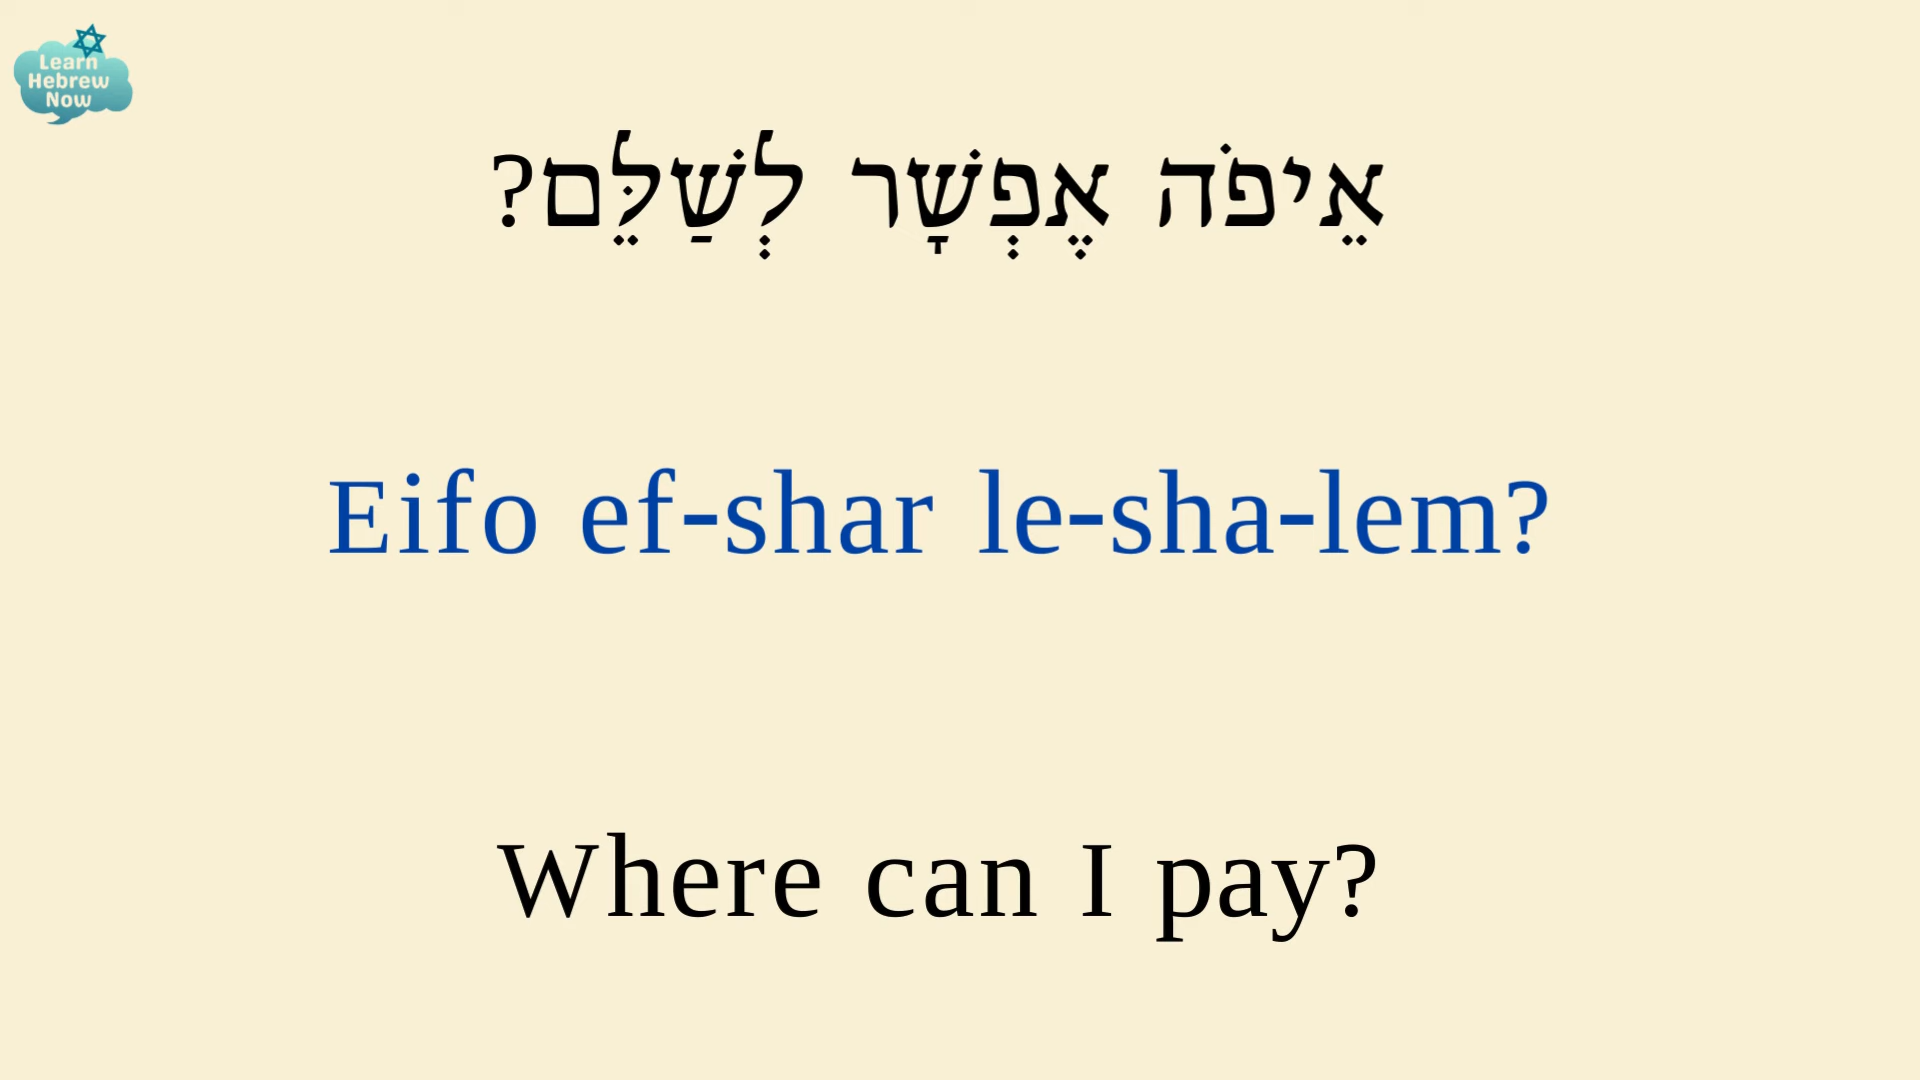 Learn
Hebrew
Now
אֵיפֹה אֶפְשָׁר לְשַׁלֵּם?
Eifo ef-shar le-sha-lem?
Where can I pay?